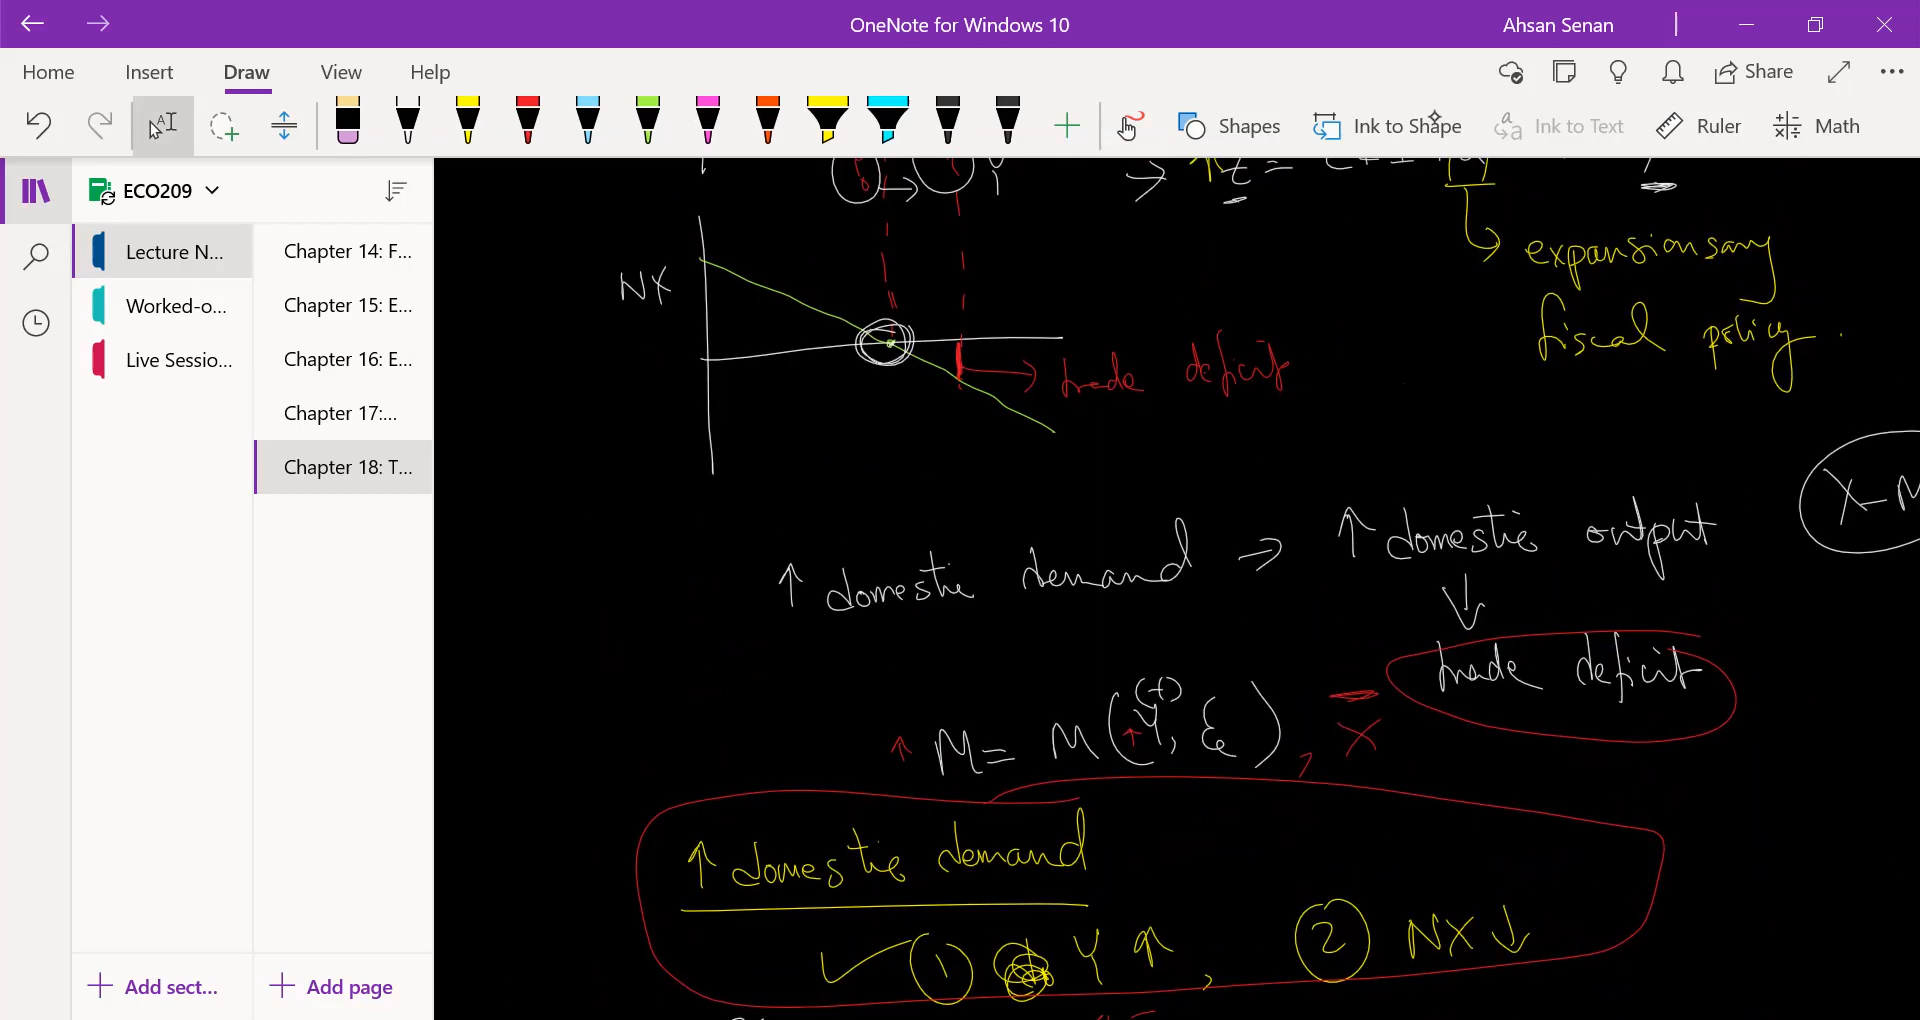 OneNote for Windows 10
Ahsan Senan
Home Insert Draw View Help
Share
Shapes Ink to Shape Ink to Text Ruler Math
ECO209
Lecture N...
Worked-o...
Live Sessio...
Chapter 14: F...
Chapter 15: E...
Chapter 16: E...
Chapter 17:...
Chapter 18: T...
Add sect...
Add page
→ expansionsary
fiscal policy.
NX
→ trade deficit
X-M
↑ domestic demand → ↑ domestic output
↓
trade deficit
↑ M = M(Y, ε), X
(+)
↑ domestic demand
① Y ↑, ② NX ↓